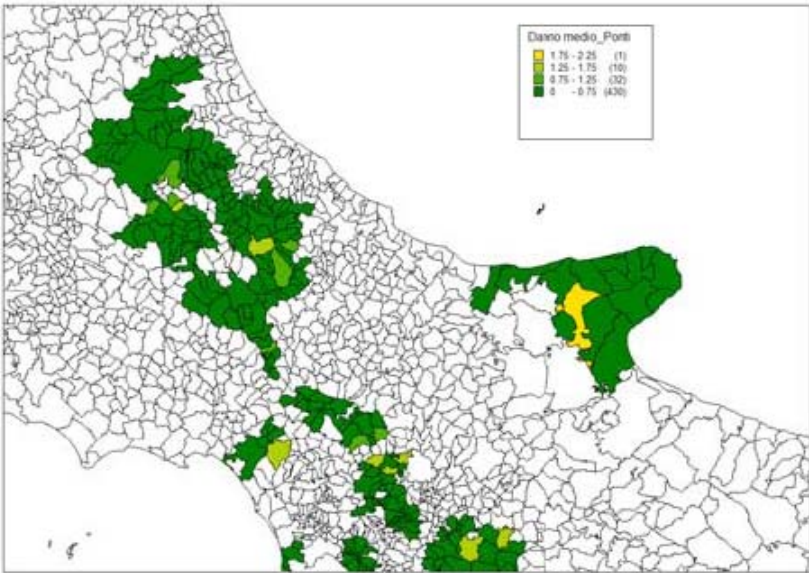 Danno medio_Ponti
1.75 - 2.25 (1)
1.25 - 1.75 (10)
0.75 - 1.25 (32)
0 - 0.75 (430)